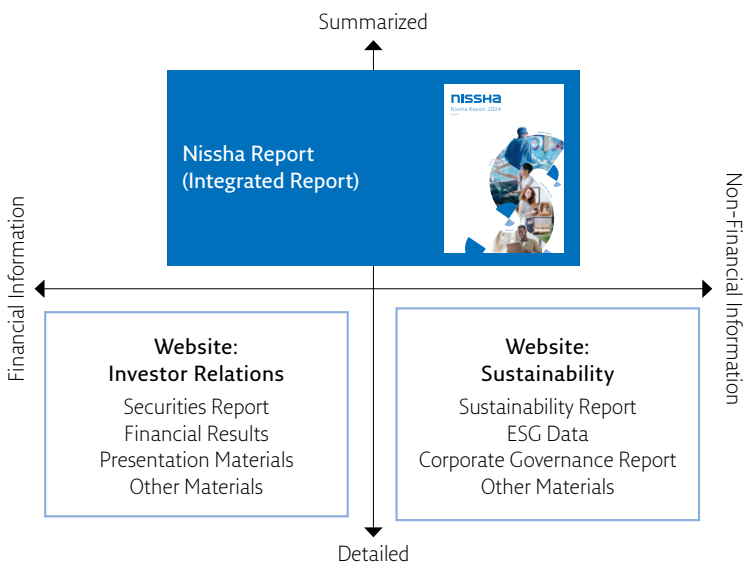 Summarized
nissha
Nissha Report 2024
Nissha Report
(Integrated Report)
Financial Information
Non-Financial Information
Website:
Investor Relations
Securities Report
Financial Results
Presentation Materials
Other Materials
Website:
Sustainability
Sustainability Report
ESG Data
Corporate Governance Report
Other Materials
Detailed